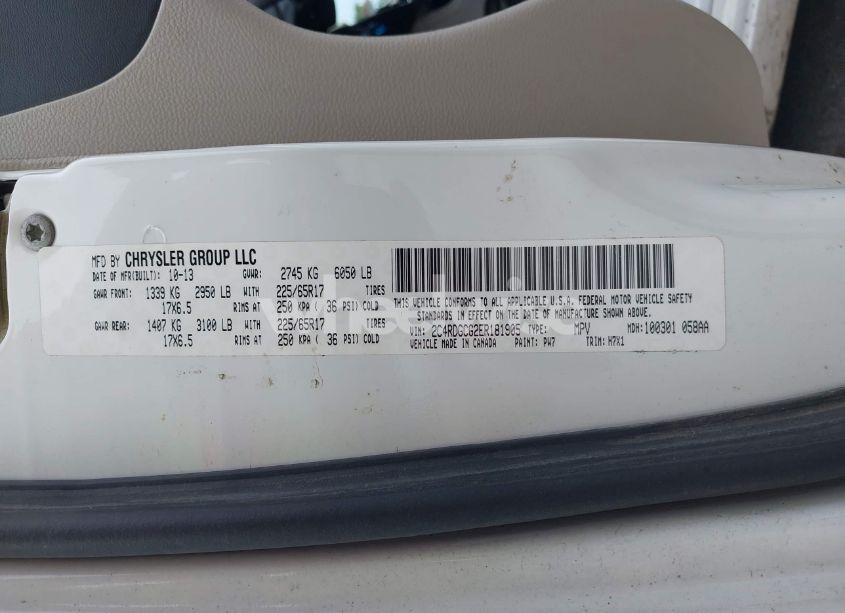 MFD BY CHRYSLER GROUP LLC
DATE OF MFR(BUILT): 10-13 GVWR: 2745 KG 6050 LB
GAWR FRONT: 1339 KG 2950 LB WITH 225/65R17 TIRES
17X6.5 RIMS AT 250 KPA ( 36 PSI) COLD
GAWR REAR: 1407 KG 3100 LB WITH 225/65R17 TIRES
17X6.5 RIMS AT 250 KPA ( 36 PSI) COLD
THIS VEHICLE CONFORMS TO ALL APPLICABLE U.S.A. FEDERAL MOTOR VEHICLE SAFETY
STANDARDS IN EFFECT ON THE DATE OF MANUFACTURE SHOWN ABOVE.
VIN: 2C4RDGCG2ER181905 TYPE: MPV MDH:100301 058AA
VEHICLE MADE IN CANADA PAINT: PW7 TRIM: H7X1